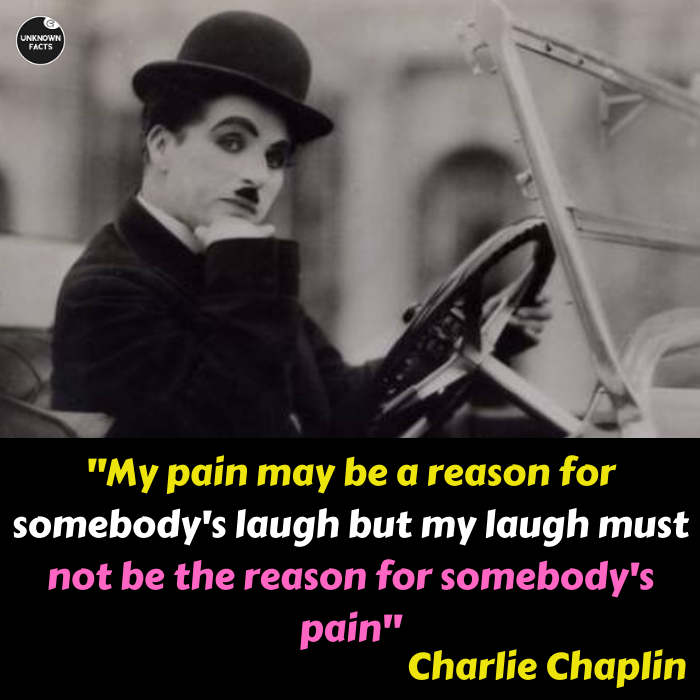 UNKNOWN
FACTS
"My pain may be a reason for
somebody's laugh but my laugh must
not be the reason for somebody's
pain"
Charlie Chaplin